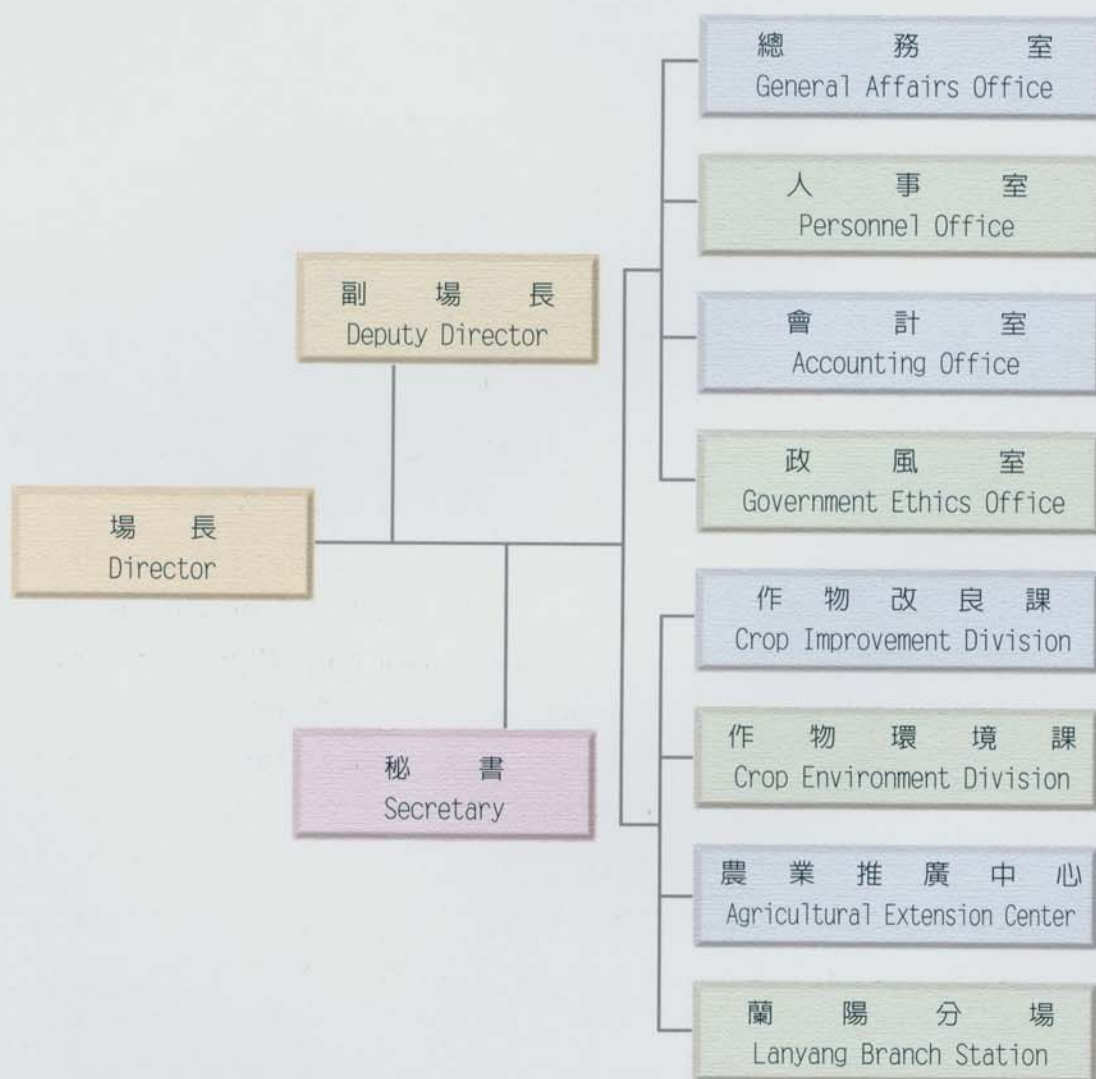 總務室
General Affairs Office
人事室
Personnel Office
副場長
Deputy Director
會計室
Accounting Office
政風室
Government Ethics Office
場長
Director
作物改良課
Crop Improvement Division
作物環境課
Crop Environment Division
秘書
Secretary
農業推廣中心
Agricultural Extension Center
蘭陽分場
Lanyang Branch Station